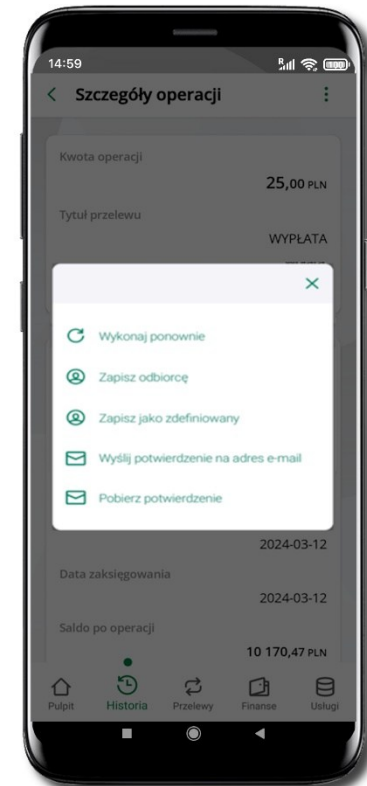 14:59
R
Szczegóły operacji
Kwota operacji
25,00 PLN
Tytuł przelewu
WYPŁATA
Wykonaj ponownie
Zapisz odbiorcę
Zapisz jako zdefiniowany
Wyślij potwierdzenie na adres e-mail
Pobierz potwierdzenie
2024-03-12
Data zaksięgowania
2024-03-12
Saldo po operacji
10 170,47 PLN
Pulpit Historia Przelewy Finanse Usługi